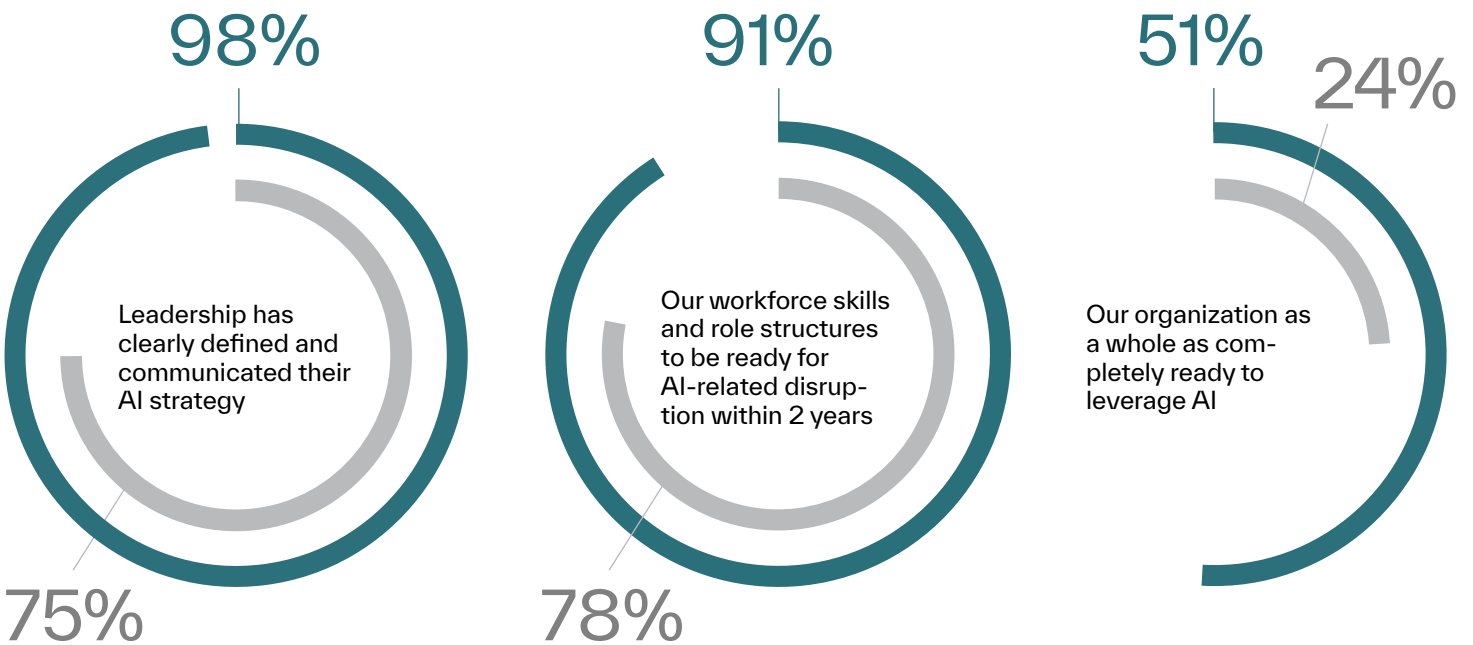 98%
Leadership has
clearly defined and
communicated their
AI strategy
75%
91%
Our workforce skills
and role structures
to be ready for
AI-related disrup-
tion within 2 years
78%
51%
24%
Our organization as
a whole as com-
pletely ready to
leverage AI